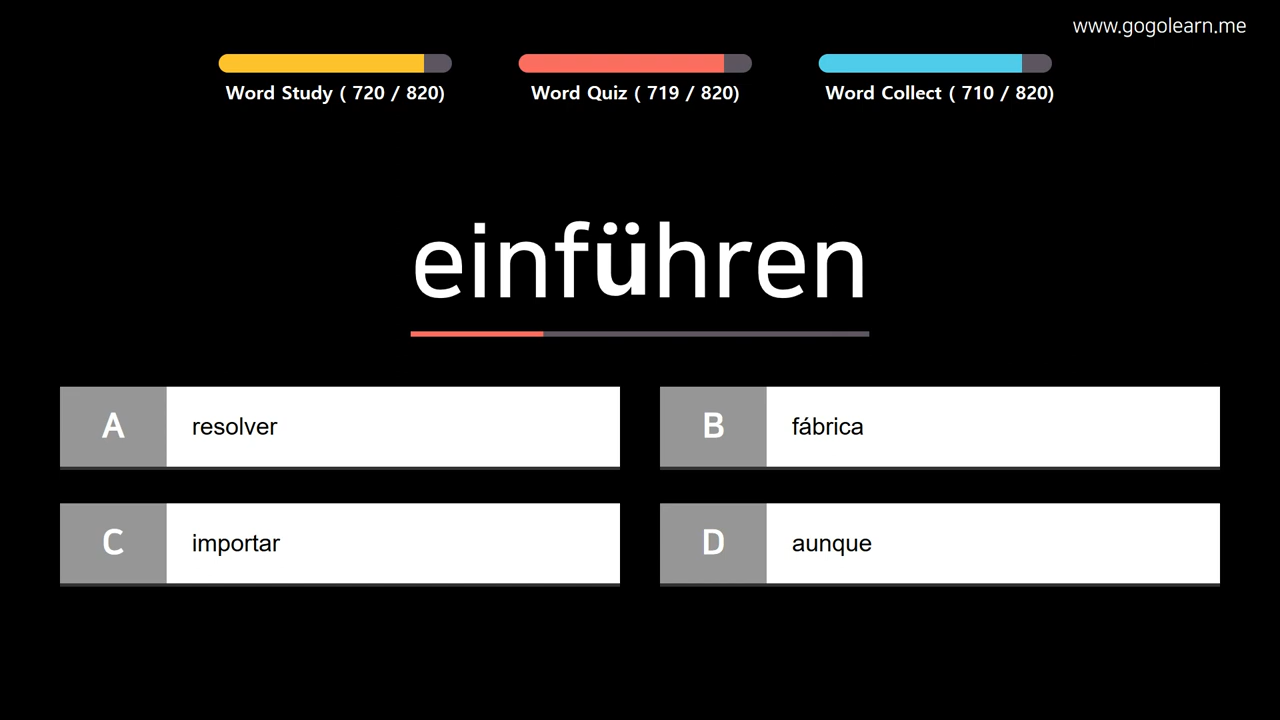 www.gogolearn.me
Word Study ( 720 / 820)
Word Quiz ( 719 / 820)
Word Collect ( 710 / 820)
einführen
A resolver
B fábrica
C importar
D aunque